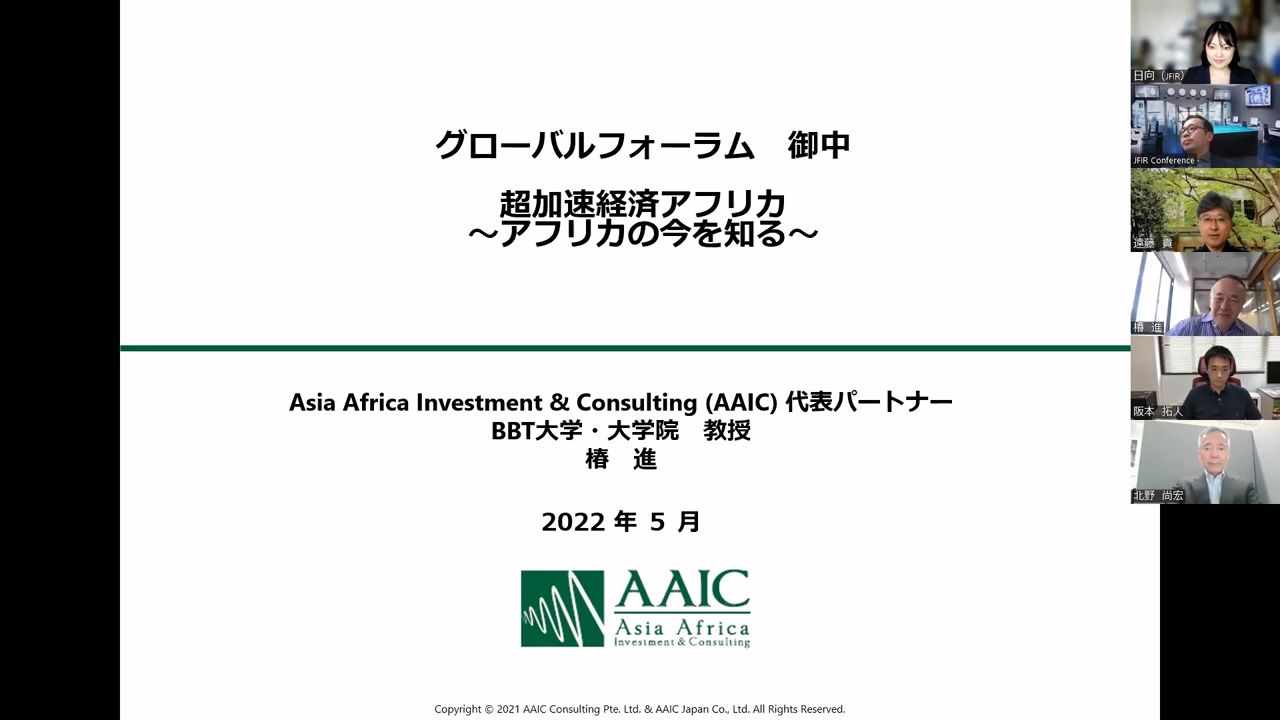 グローバルフォーラム　御中
超加速経済アフリカ
～アフリカの今を知る～
Asia Africa Investment & Consulting (AAIC) 代表パートナー
BBT大学・大学院　教授
椿　進
2022 年 5 月
AAIC
Asia Africa
Investment & Consulting
Copyright © 2021 AAIC Consulting Pte. Ltd. & AAIC Japan Co., Ltd. All Rights Reserved.
日向（JFIR）
JFIR Conference
遠藤　貢
椿　進
阪本　拓人
北野　尚宏